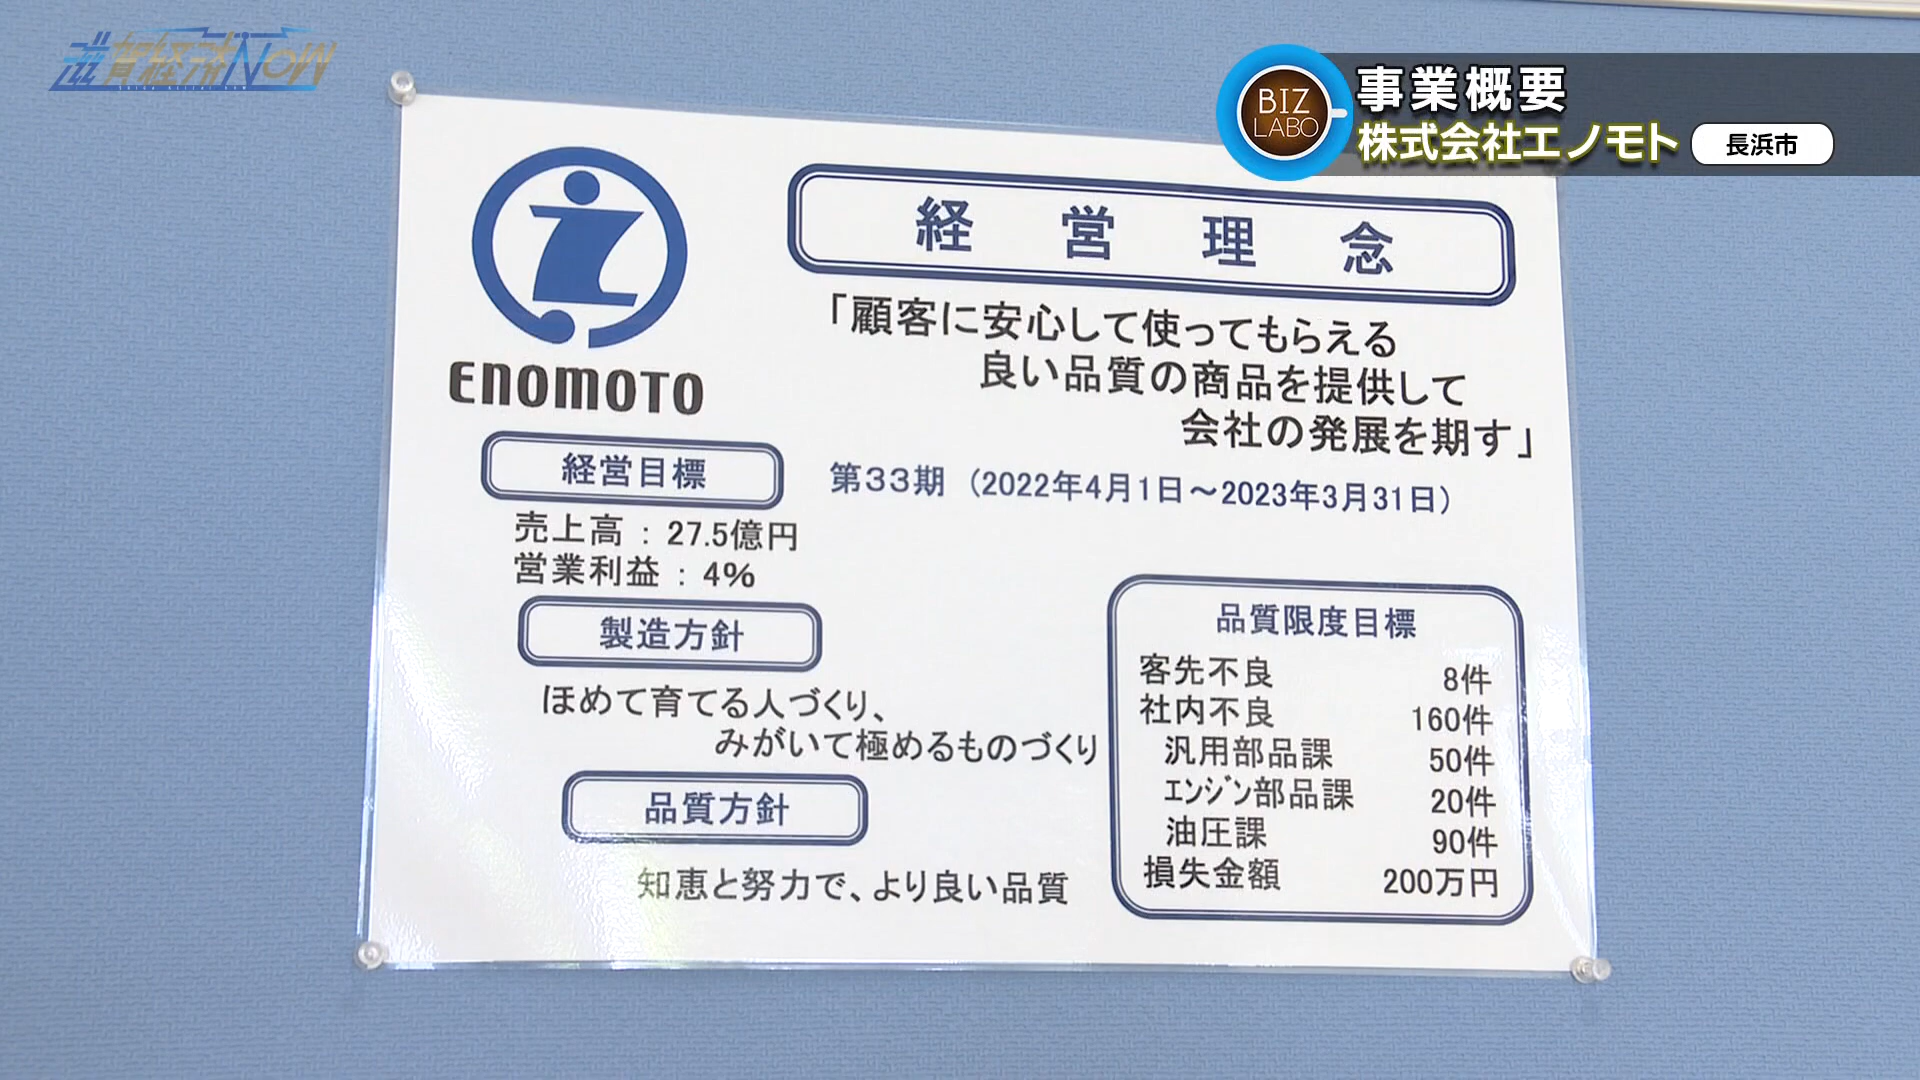 滋賀経済NOW
BIZ
LABO
事業概要
株式会社エノモト
長浜市
ENOMOTO
経営理念
「顧客に安心して使ってもらえる
良い品質の商品を提供して
会社の発展を期す」
経営目標
第33期（2022年4月1日～2023年3月31日）
売上高：27.5億円
営業利益：4%
製造方針
ほめて育てる人づくり、
みがいて極めるものづくり
品質方針
知恵と努力で、より良い品質
品質限度目標
客先不良 8件
社内不良 160件
汎用部品課 50件
ｴﾝｼﾞﾝ部品課 20件
油圧課 90件
損失金額 200万円